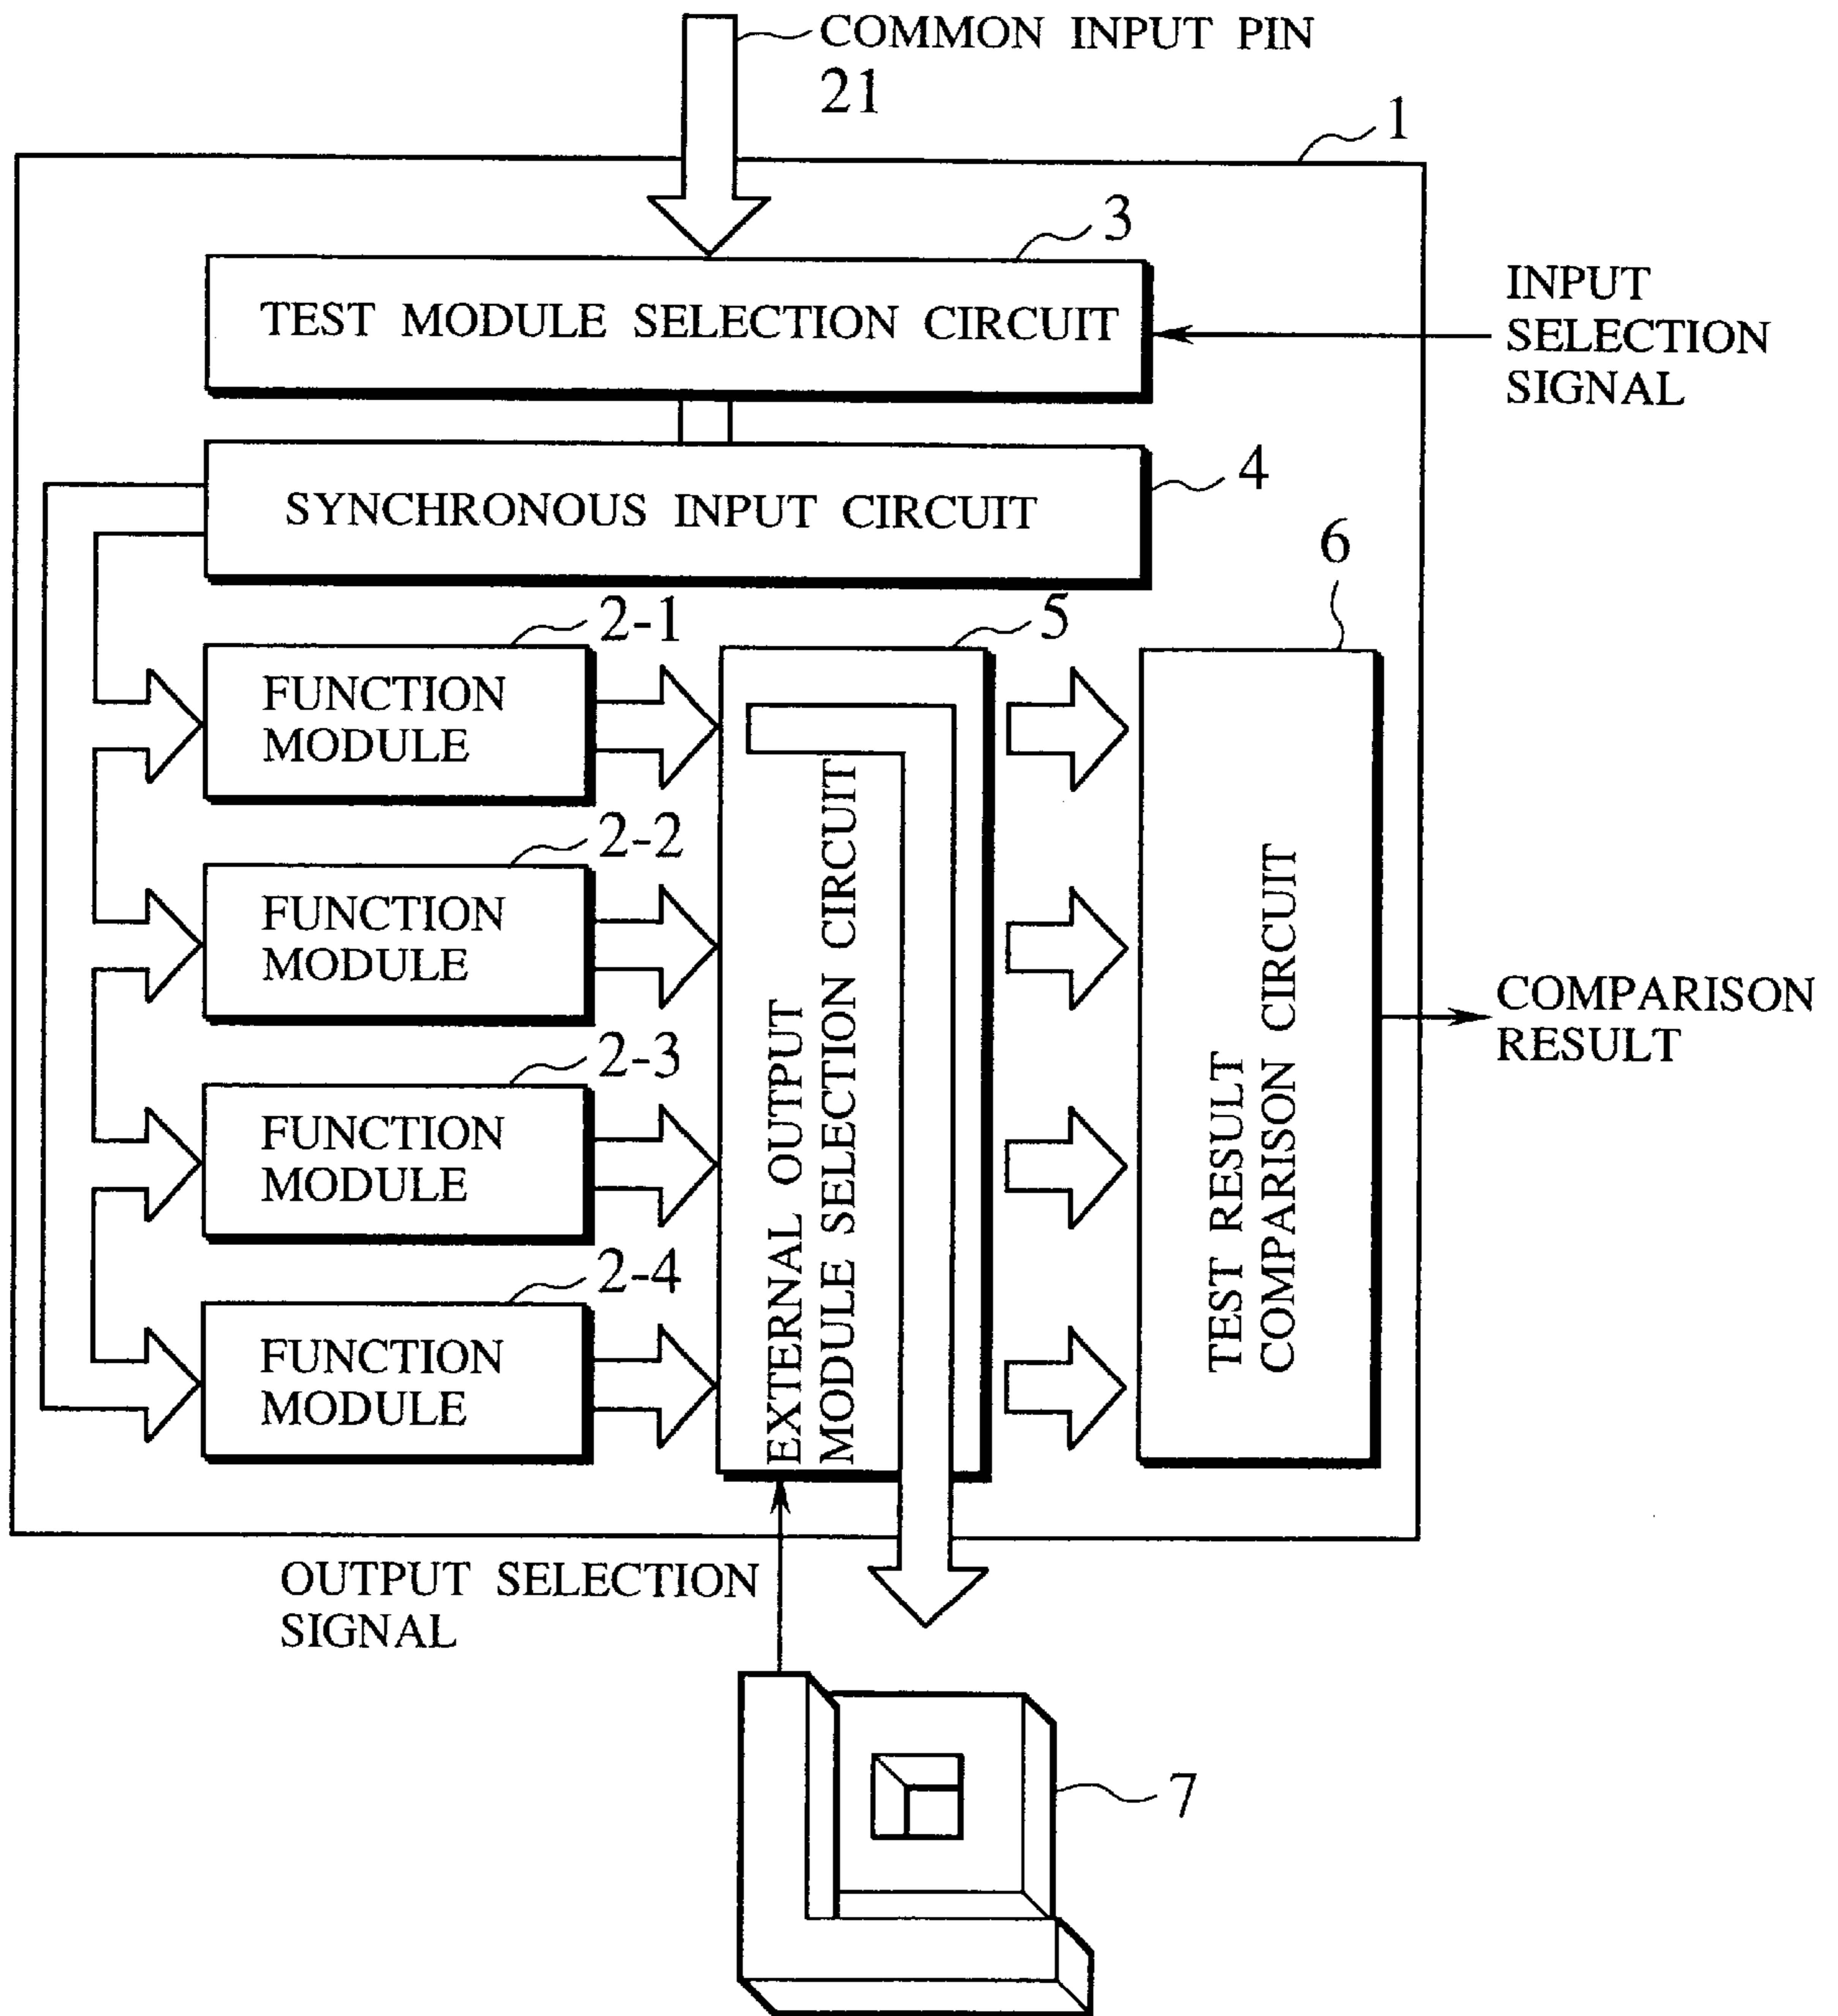 COMMON INPUT PIN
21
1
3
TEST MODULE SELECTION CIRCUIT
INPUT
SELECTION
SIGNAL
4
SYNCHRONOUS INPUT CIRCUIT
6
2-1
5
FUNCTION
MODULE
2-2
FUNCTION
MODULE
2-3
FUNCTION
MODULE
2-4
FUNCTION
MODULE
EXTERNAL OUTPUT
MODULE SELECTION CIRCUIT
TEST RESULT
COMPARISON CIRCUIT
COMPARISON
RESULT
OUTPUT SELECTION
SIGNAL
7